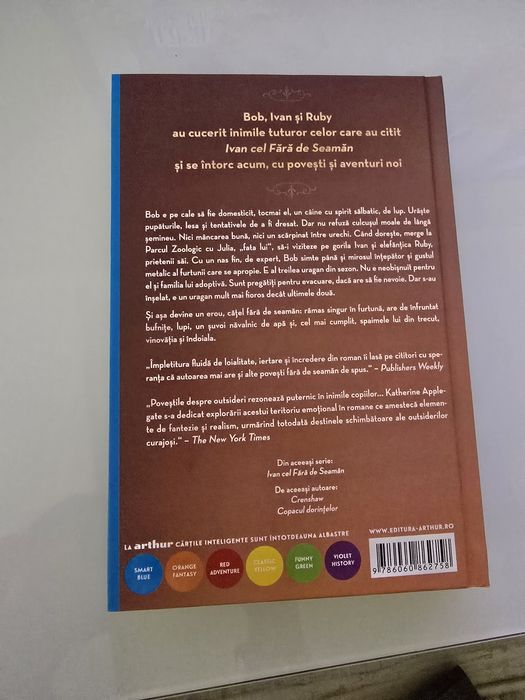 Bob, Ivan și Ruby
au cucerit inimile tuturor celor care au citit
Ivan cel Fără de Seamăn
și se întorc acum, cu povești și aventuri noi
Bob e pe cale să fie domesticit, tocmai el, un câine cu spirit sălbatic, de lup. Urăște
pupăturile, lesa și tentativele de a fi dresat. Dar nu refuză culcușul moale de lângă
șemineu. Nici mâncarea bună, nici un scărpinat între urechi. Când dorește, merge la
Parcul Zoologic cu Julia, „fata lui”, să-i viziteze pe gorila Ivan și elefănțica Ruby,
prietenii săi. Cu un nas fin, de expert, Bob simte până și mirosul înțepător și gustul
metalic al furtunii care se apropie. E al treilea uragan din sezon. Nu e neobișnuit pentru
el și familia lui adoptivă. Sunt pregătiți pentru evacuare, dacă are să fie nevoie. Dar s-au
înșelat, e un uragan mult mai fioros decât ultimele două.
Și așa devine un erou, cățel fără de seamăn: rămas singur în furtună, are de înfruntat
bufnițe, lupi, un șuvoi năvalnic de apă și, cel mai cumplit, spaimele lui din trecut,
vinovăția și îndoiala.
„Împletitura fluidă de loialitate, iertare și încredere din roman îi lasă pe cititori cu spe-
ranța că autoarea mai are și alte povești fără de seamăn de spus.” – Publishers Weekly
„Poveștile despre outsideri rezonează puternic în inimile copiilor... Katherine Apple-
gate s-a dedicat explorării acestui teritoriu emoțional în romane ce amestecă elemen-
te de fantezie și realism, urmărind totodată destinele schimbătoare ale outsiderilor
curajoși.” – The New York Times
Din aceeași serie:
Ivan cel Fără de Seamăn
De aceeași autoare:
Crenshaw
Copacul dorințelor
LA arthur CĂRȚILE INTELIGENTE SUNT ÎNTOTDEAUNA ALBASTRE
WWW.EDITURA-ARTHUR.RO
SMART
BLUE
ORANGE
FANTASY
RED
ADVENTURE
CLASSIC
YELLOW
FUNNY
GREEN
VIOLET
HISTORY
9 786060 862758